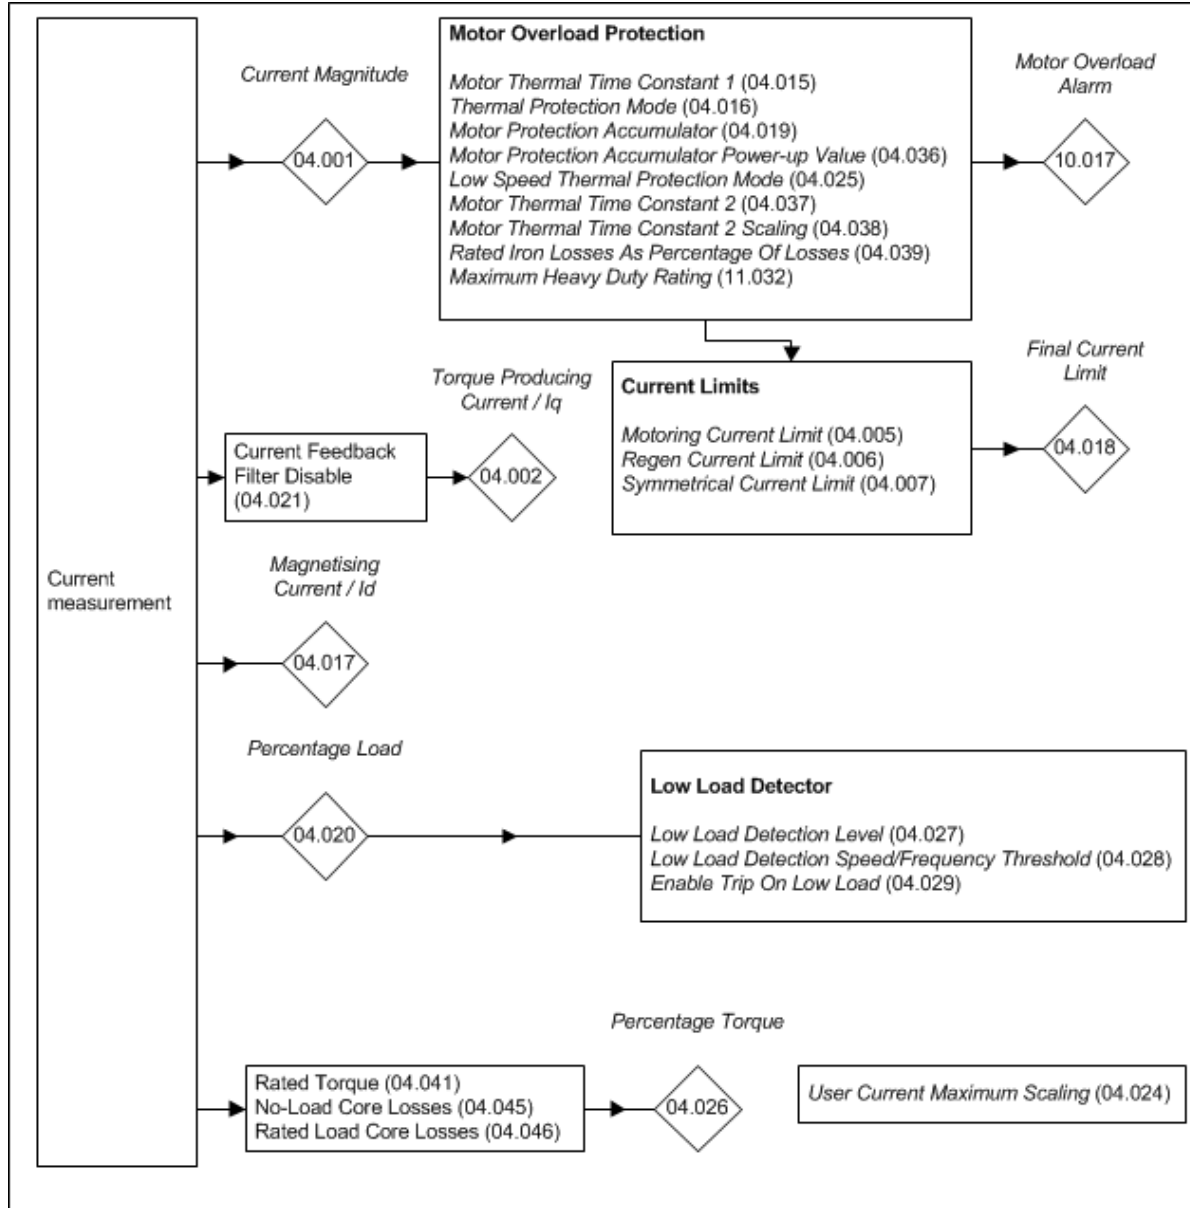 Current
measurement
Current Magnitude
04.001
Motor Overload Protection
Motor Thermal Time Constant 1 (04.015)
Thermal Protection Mode (04.016)
Motor Protection Accumulator (04.019)
Motor Protection Accumulator Power-up Value (04.036)
Low Speed Thermal Protection Mode (04.025)
Motor Thermal Time Constant 2 (04.037)
Motor Thermal Time Constant 2 Scaling (04.038)
Rated Iron Losses As Percentage Of Losses (04.039)
Maximum Heavy Duty Rating (11.032)
Motor Overload
Alarm
10.017
Current Feedback
Filter Disable
(04.021)
Torque Producing
Current / Iq
04.002
Current Limits
Motoring Current Limit (04.005)
Regen Current Limit (04.006)
Symmetrical Current Limit (04.007)
Final Current
Limit
04.018
Magnetising
Current / Id
04.017
Percentage Load
04.020
Low Load Detector
Low Load Detection Level (04.027)
Low Load Detection Speed/Frequency Threshold (04.028)
Enable Trip On Low Load (04.029)
Rated Torque (04.041)
No-Load Core Losses (04.045)
Rated Load Core Losses (04.046)
Percentage Torque
04.026
User Current Maximum Scaling (04.024)